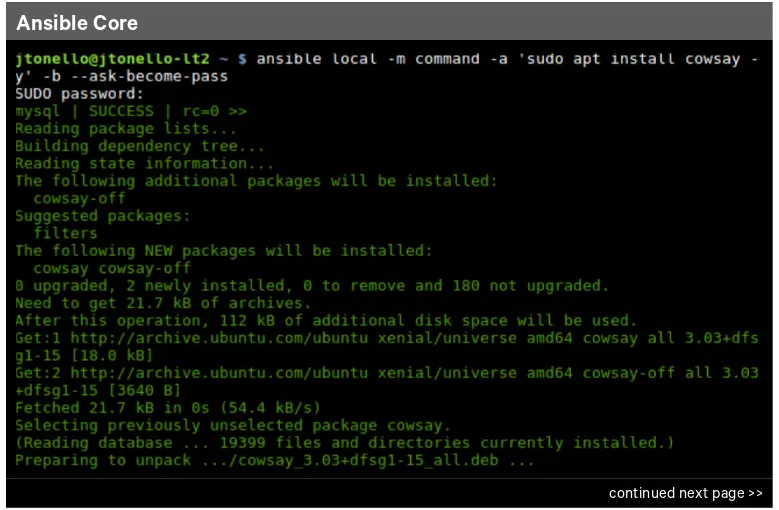 Ansible Core
jtonello@jtonello-lt2 ~ $ ansible local -m command -a 'sudo apt install cowsay -
y' -b --ask-become-pass
SUDO password:
mysql | SUCCESS | rc=0 >>
Reading package lists...
Building dependency tree...
Reading state information...
The following additional packages will be installed:
  cowsay-off
Suggested packages:
  filters
The following NEW packages will be installed:
  cowsay cowsay-off
0 upgraded, 2 newly installed, 0 to remove and 180 not upgraded.
Need to get 21.7 kB of archives.
After this operation, 112 kB of additional disk space will be used.
Get:1 http://archive.ubuntu.com/ubuntu xenial/universe amd64 cowsay all 3.03+dfs
g1-15 [18.0 kB]
Get:2 http://archive.ubuntu.com/ubuntu xenial/universe amd64 cowsay-off all 3.03
+dfsg1-15 [3640 B]
Fetched 21.7 kB in 0s (54.4 kB/s)
Selecting previously unselected package cowsay.
(Reading database ... 19399 files and directories currently installed.)
Preparing to unpack .../cowsay_3.03+dfsg1-15_all.deb ...
continued next page >>